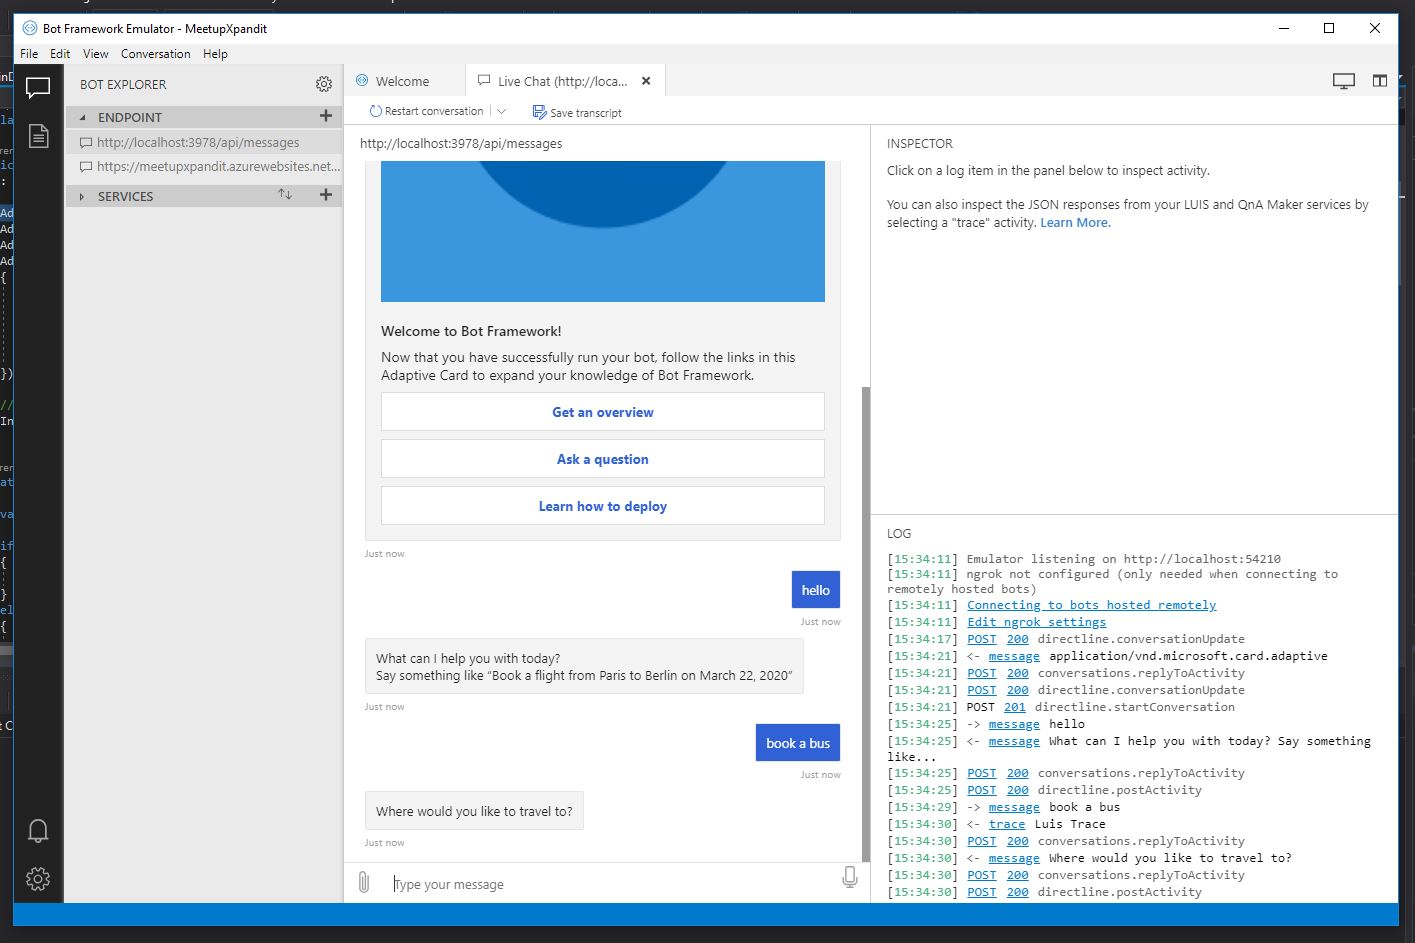 Bot Framework Emulator - MeetupXpandit
File Edit View Conversation Help
BOT EXPLORER
ENDPOINT
http://localhost:3978/api/messages
https://meetupxpandit.azurewebsites.net...
SERVICES
Welcome
Live Chat (http://loca...
Restart conversation
Save transcript
http://localhost:3978/api/messages
Welcome to Bot Framework!
Now that you have successfully run your bot, follow the links in this
Adaptive Card to expand your knowledge of Bot Framework.
Get an overview
Ask a question
Learn how to deploy
Just now
hello
Just now
What can I help you with today?
Say something like “Book a flight from Paris to Berlin on March 22, 2020”
Just now
book a bus
Just now
Where would you like to travel to?
Just now
Type your message
INSPECTOR
Click on a log item in the panel below to inspect activity.
You can also inspect the JSON responses from your LUIS and QnA Maker services by
selecting a "trace" activity. Learn More.
LOG
[15:34:11] Emulator listening on http://localhost:54210
[15:34:11] ngrok not configured (only needed when connecting to
remotely hosted bots)
[15:34:11] Connecting to bots hosted remotely
[15:34:11] Edit ngrok settings
[15:34:17] POST 200 directline.conversationUpdate
[15:34:21] <- message application/vnd.microsoft.card.adaptive
[15:34:21] POST 200 conversations.replyToActivity
[15:34:21] POST 200 directline.conversationUpdate
[15:34:21] POST 201 directline.startConversation
[15:34:25] -> message hello
[15:34:25] <- message What can I help you with today? Say something
like...
[15:34:25] POST 200 conversations.replyToActivity
[15:34:25] POST 200 directline.postActivity
[15:34:29] -> message book a bus
[15:34:30] <- trace Luis Trace
[15:34:30] POST 200 conversations.replyToActivity
[15:34:30] <- message Where would you like to travel to?
[15:34:30] POST 200 conversations.replyToActivity
[15:34:30] POST 200 directline.postActivity